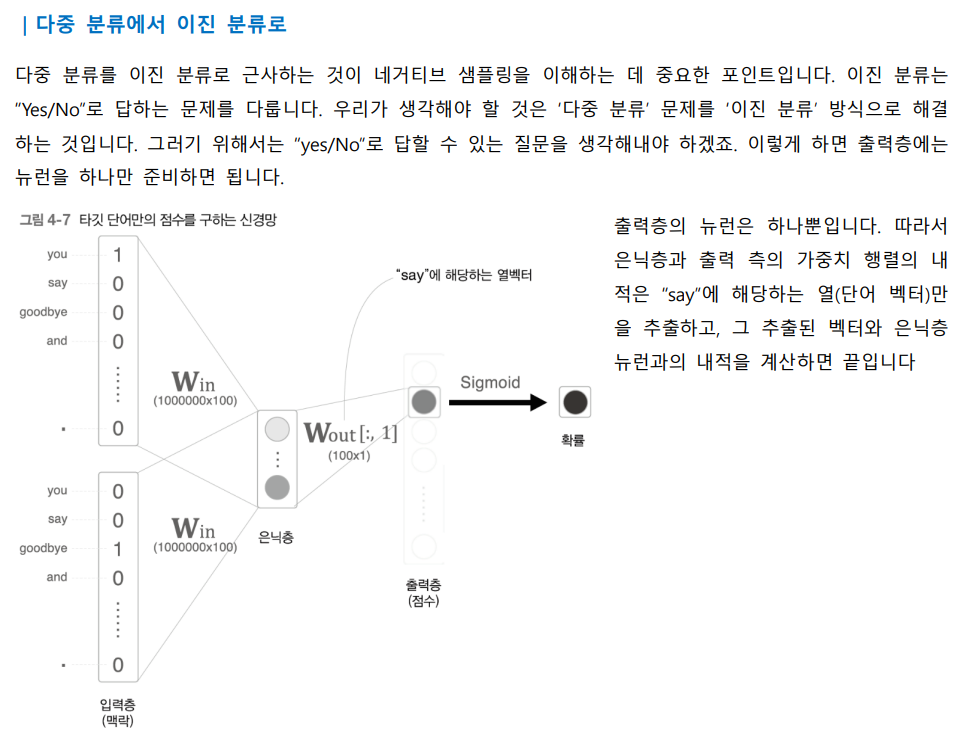 | 다중 분류에서 이진 분류로
다중 분류를 이진 분류로 근사하는 것이 네거티브 샘플링을 이해하는 데 중요한 포인트입니다. 이진 분류는
"Yes/No"로 답하는 문제를 다룹니다. 우리가 생각해야 할 것은 '다중 분류' 문제를 '이진 분류' 방식으로 해결
하는 것입니다. 그러기 위해서는 "yes/No"로 답할 수 있는 질문을 생각해내야 하겠죠. 이렇게 하면 출력층에는
뉴런을 하나만 준비하면 됩니다.
그림 4-7 타깃 단어만의 점수를 구하는 신경망
you 1
say 0
goodbye 0
and 0
. 0
Win
(1000000x100)
you 0
say 0
goodbye 1
and 0
. 0
Win
(1000000x100)
입력층
(맥락)
은닉층
"say"에 해당하는 열벡터
Wout [:, 1]
(100x1)
출력층
(점수)
Sigmoid
확률
출력층의 뉴런은 하나뿐입니다. 따라서
은닉층과 출력 측의 가중치 행렬의 내
적은 "say"에 해당하는 열(단어 벡터)만
을 추출하고, 그 추출된 벡터와 은닉층
뉴런과의 내적을 계산하면 끝입니다